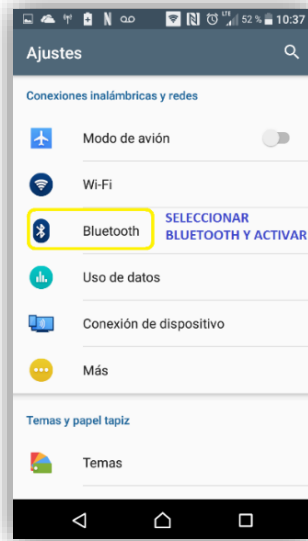 52 % 10:37
Ajustes
Conexiones inalámbricas y redes
Modo de avión
Wi-Fi
Bluetooth
SELECCIONAR
BLUETOOTH Y ACTIVAR
Uso de datos
Conexión de dispositivo
Más
Temas y papel tapiz
Temas